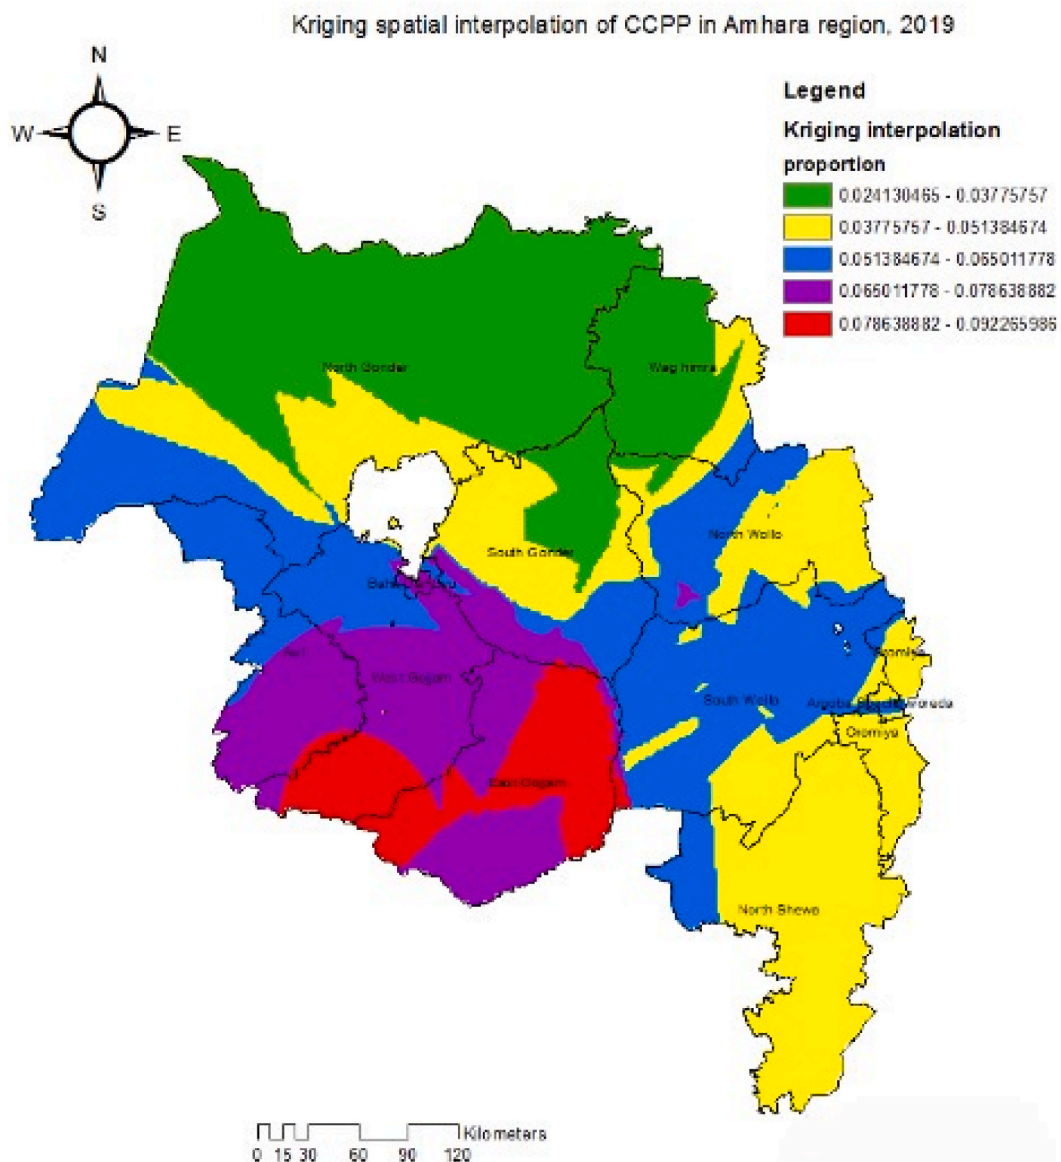 Kriging spatial interpolation of CCPP in Amhara region, 2019
N
W
E
S
Legend
Kriging interpolation
proportion
0.024130465 - 0.03775757
0.03775757 - 0.051384674
0.051384674 - 0.065011778
0.065011778 - 0.078638882
0.078638882 - 0.092265986
North Gonder
Wag himra
North Wollo
South Gonder
Oromiya
West Gojam
South Wollo
Oromiya
East Gojam
North Shewa
Kilometers
0 15 30 60 90 120